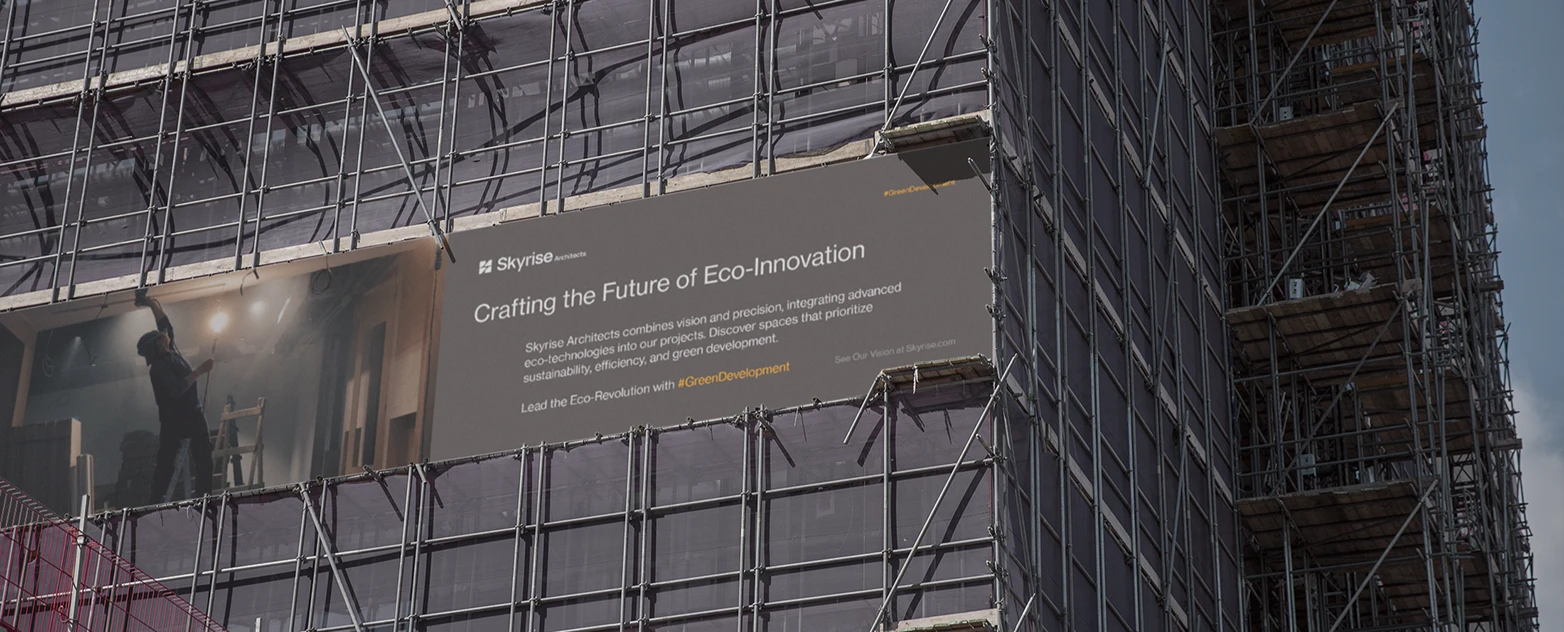 #GreenDevelopment
Skyrise Architects
Crafting the Future of Eco-Innovation
Skyrise Architects combines vision and precision, integrating advanced
eco-technologies into our projects. Discover spaces that prioritize
sustainability, efficiency, and green development.
See Our Vision at Skyrise.com
Lead the Eco-Revolution with #GreenDevelopment